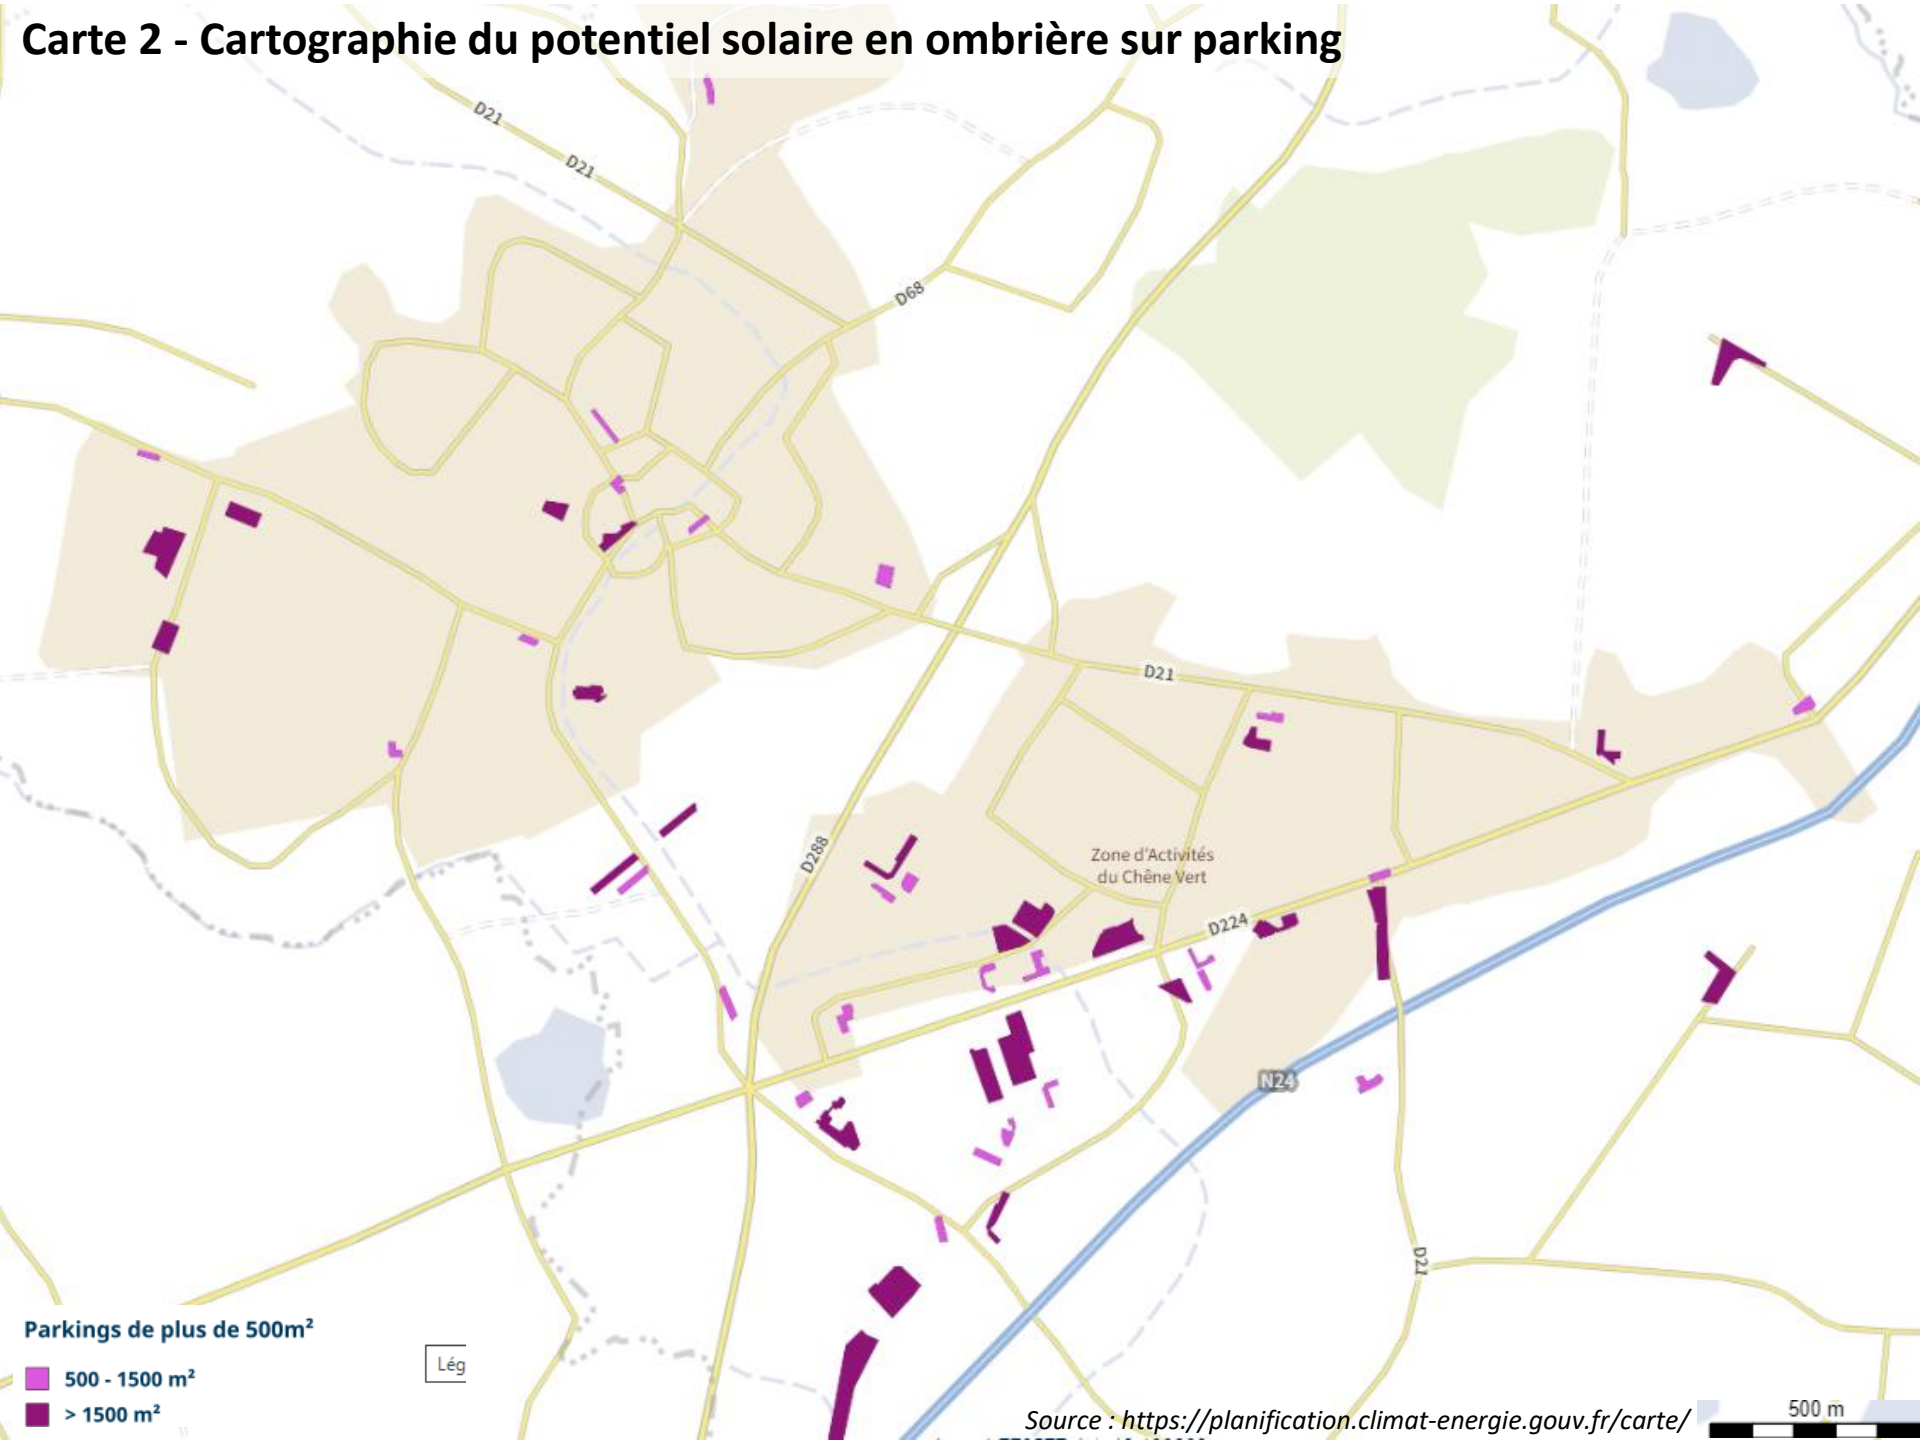 Carte 2 - Cartographie du potentiel solaire en ombrière sur parking
D21
D21
D68
D21
D288
Zone d'Activités
du Chêne Vert
D224
N24
D21
Parkings de plus de 500m²
500 - 1500 m²
> 1500 m²
Lég
Source : https://planification.climat-energie.gouv.fr/carte/
500 m